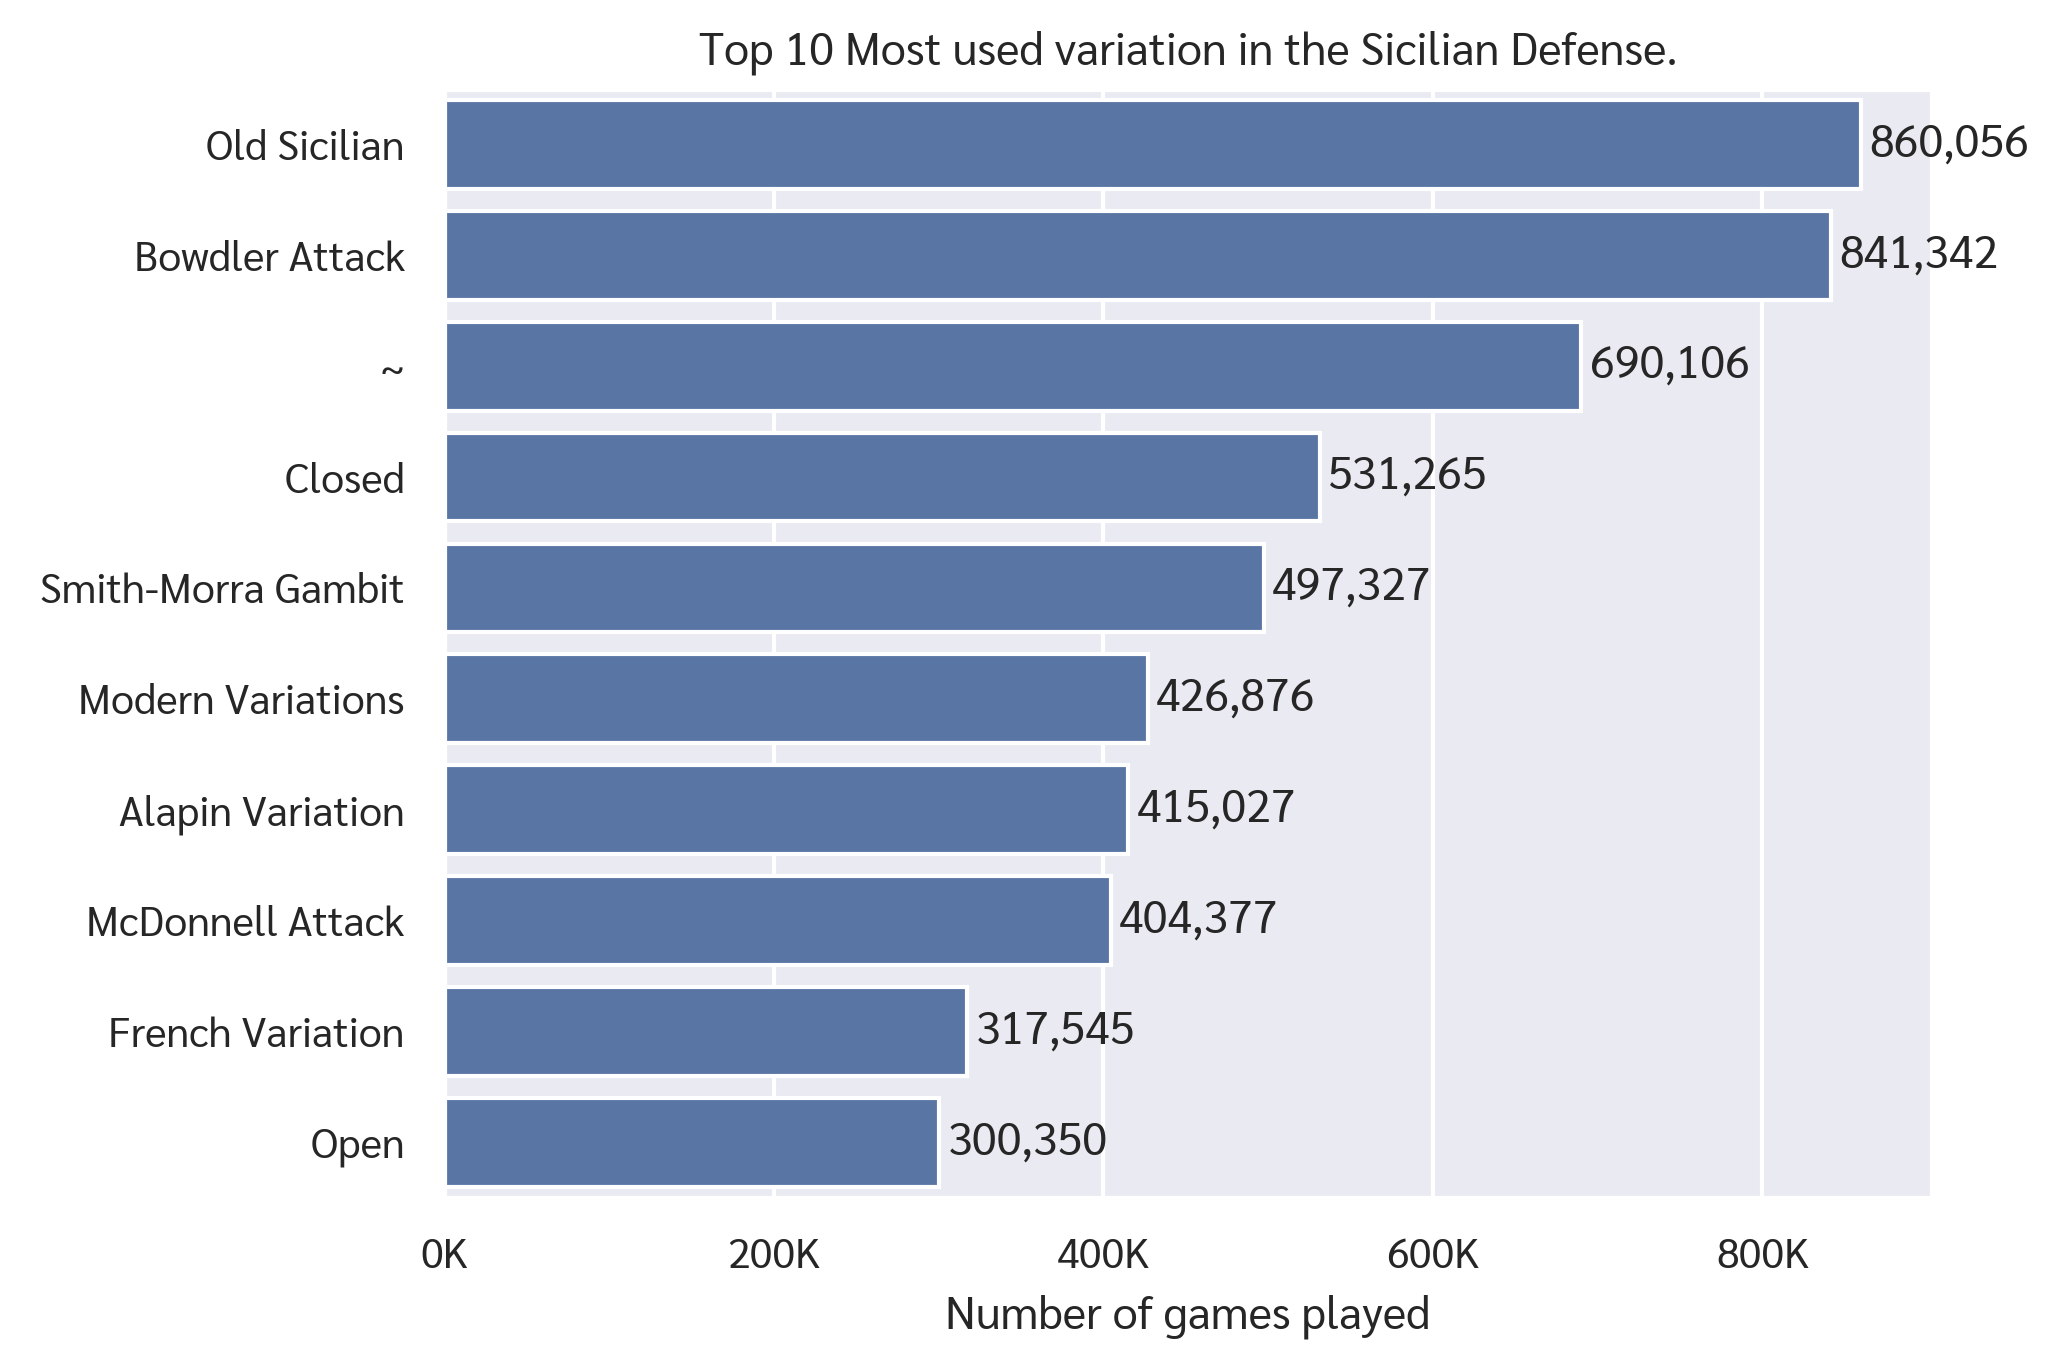 Top 10 Most used variation in the Sicilian Defense.
Old Sicilian 860,056
Bowdler Attack 841,342
~ 690,106
Closed 531,265
Smith-Morra Gambit 497,327
Modern Variations 426,876
Alapin Variation 415,027
McDonnell Attack 404,377
French Variation 317,545
Open 300,350
0K 200K 400K 600K 800K
Number of games played